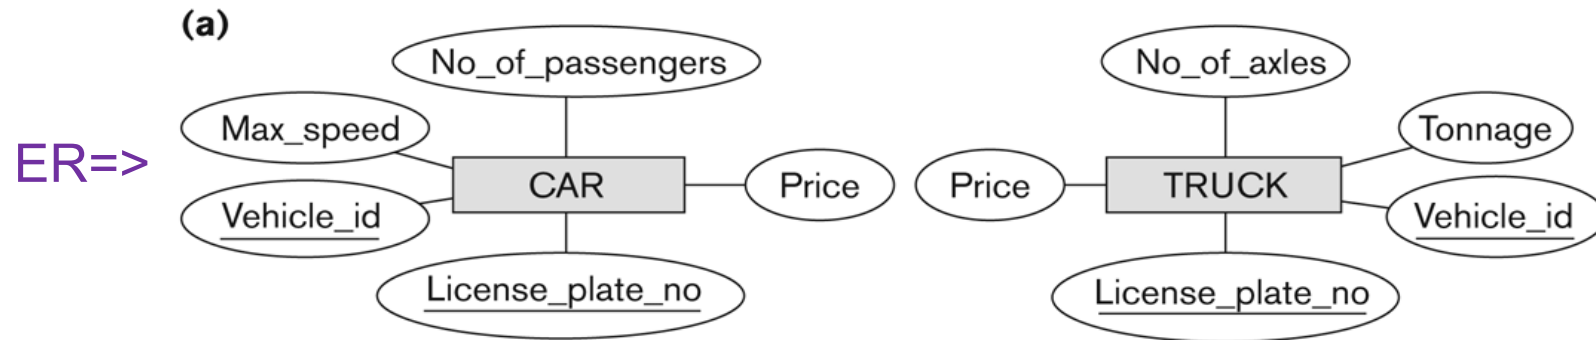 (a)
No_of_passengers
No_of_axles
Max_speed
Tonnage
ER=>
CAR
Price
Price
TRUCK
Vehicle_id
Vehicle_id
License_plate_no
License_plate_no